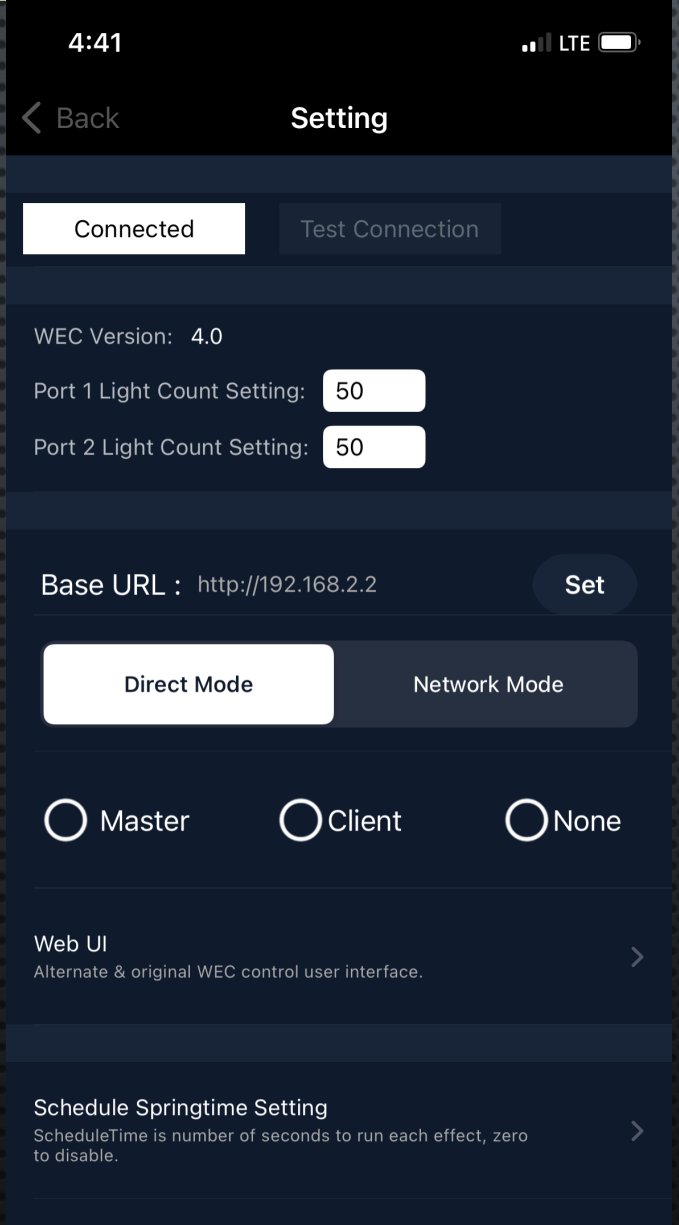 4:41
LTE
Back
Setting
Connected
Test Connection
WEC Version: 4.0
Port 1 Light Count Setting: 50
Port 2 Light Count Setting: 50
Base URL : http://192.168.2.2
Set
Direct Mode
Network Mode
Master
Client
None
Web UI
Alternate & original WEC control user interface.
Schedule Springtime Setting
ScheduleTime is number of seconds to run each effect, zero
to disable.